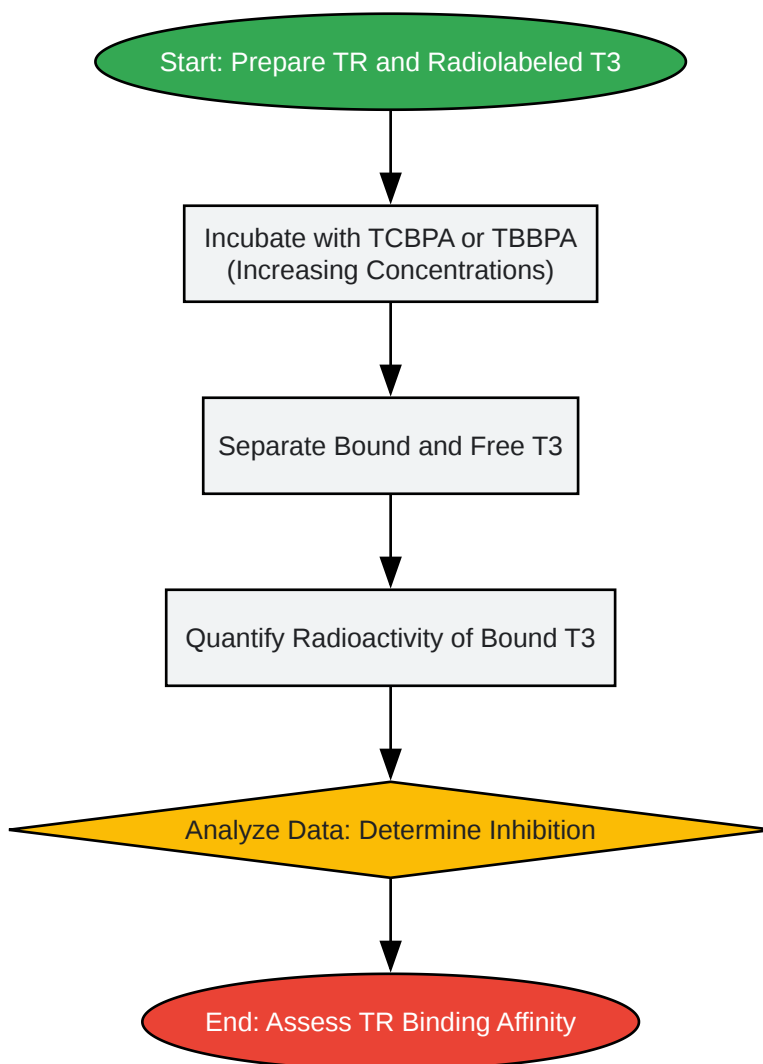 Start: Prepare TR and Radiolabeled T3
Incubate with TCBPA or TBBPA
(Increasing Concentrations)
Separate Bound and Free T3
Quantify Radioactivity of Bound T3
Analyze Data: Determine Inhibition
End: Assess TR Binding Affinity